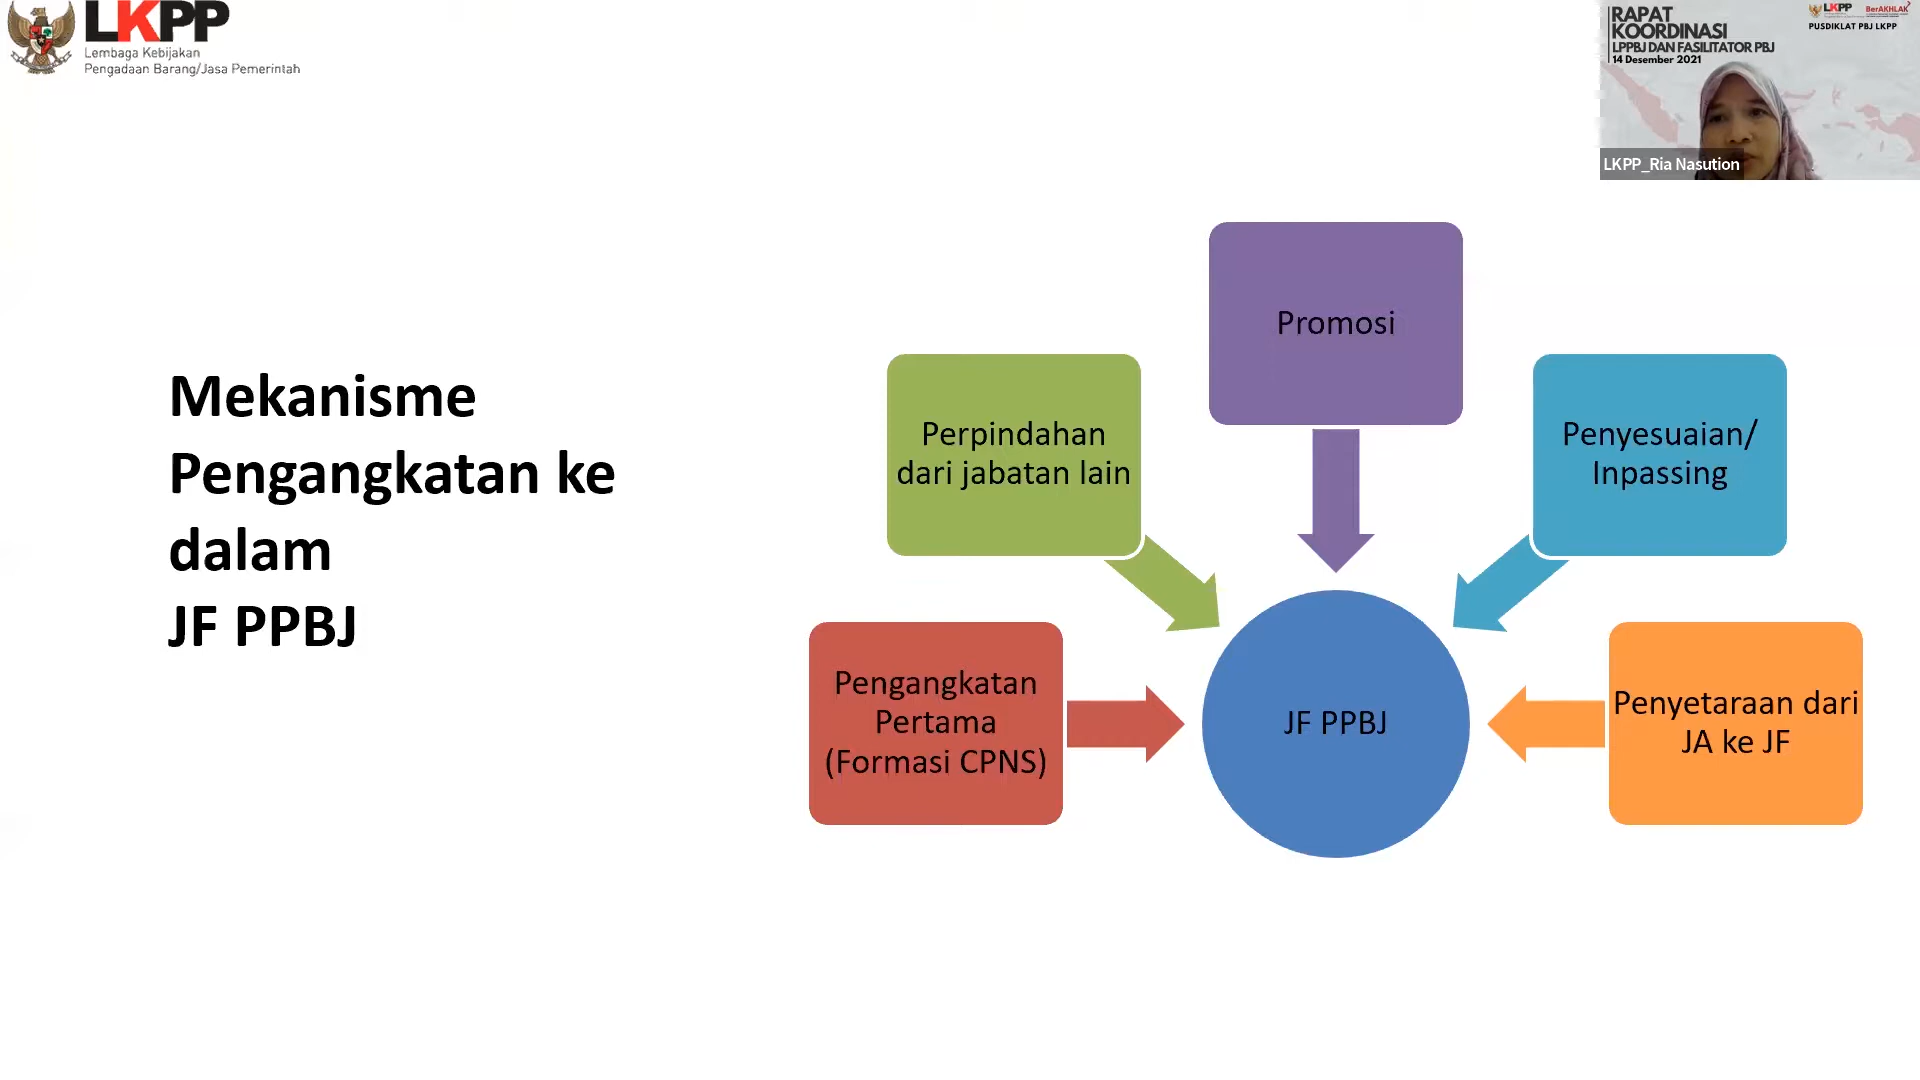 LKPP
Lembaga Kebijakan
Pengadaan Barang/Jasa Pemerintah
RAPAT
KOORDINASI
LPPBJ DAN FASILITATOR PBJ
14 Desember 2021
LKPP
BerAKHLAK
PUSDIKLAT PBJ LKPP
LKPP_Ria Nasution
Mekanisme
Pengangkatan ke
dalam
JF PPBJ
Promosi
Perpindahan
dari jabatan lain
Penyesuaian/
Inpassing
Pengangkatan
Pertama
(Formasi CPNS)
JF PPBJ
Penyetaraan dari
JA ke JF